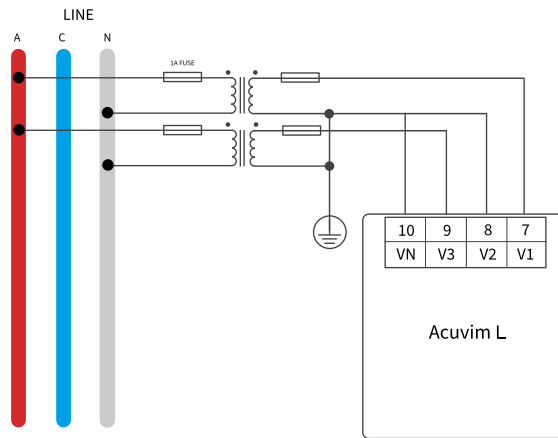 LINE
A C N
1A FUSE
10 9 8 7
VN V3 V2 V1
Acuvim L